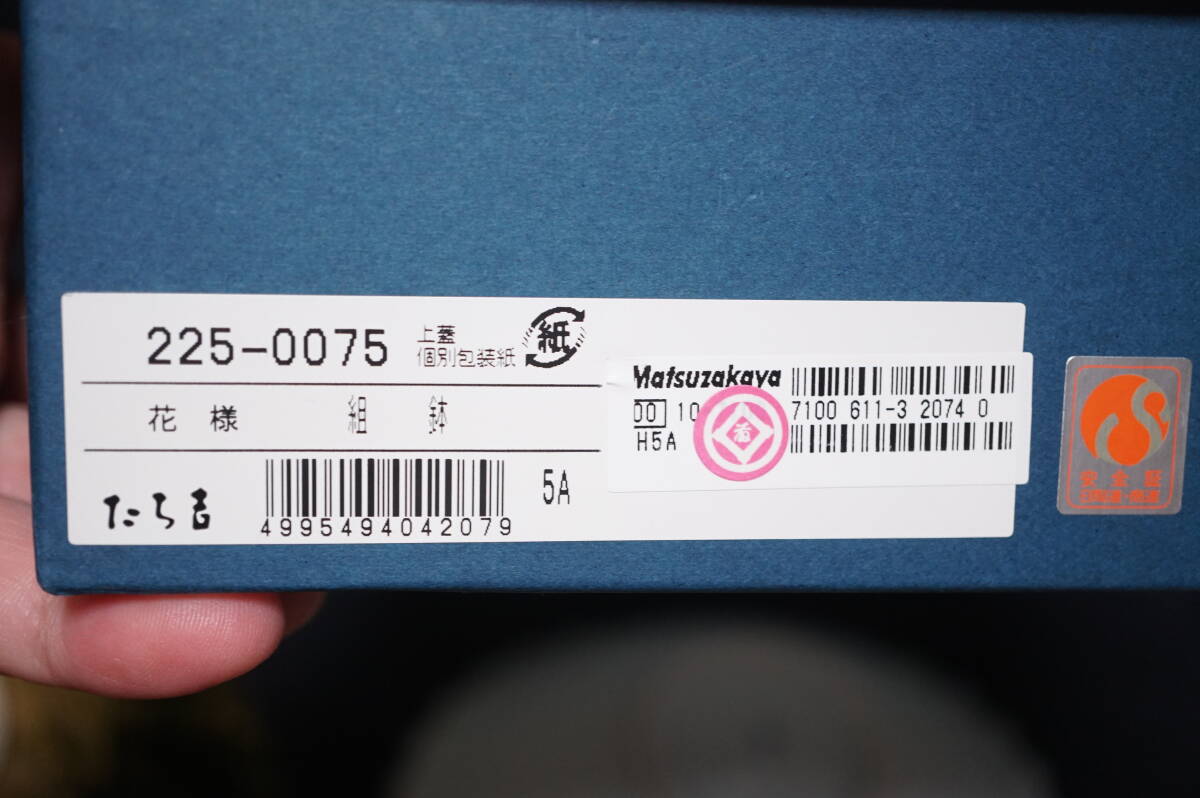 225-0075
上蓋
個別包装紙
紙
花様 組鉢
たち吉
4995494042079
5A
Matsuzakaya
00 10
7100 611-3 2074 0
H5A
安全証